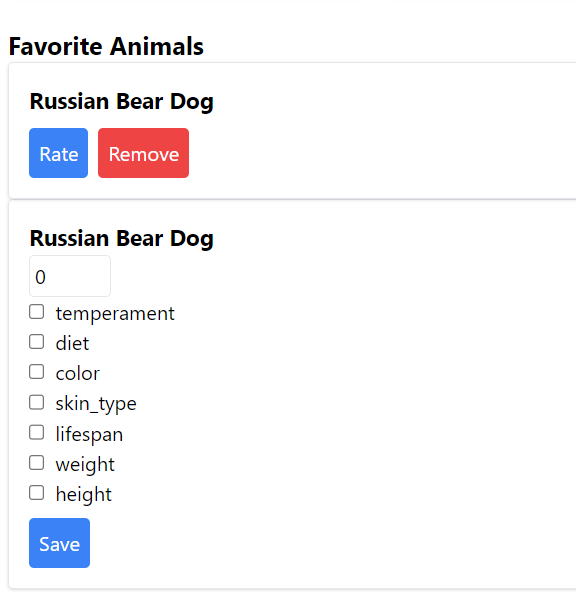 Favorite Animals
Russian Bear Dog
Rate Remove
Russian Bear Dog
0
temperament
diet
color
skin_type
lifespan
weight
height
Save